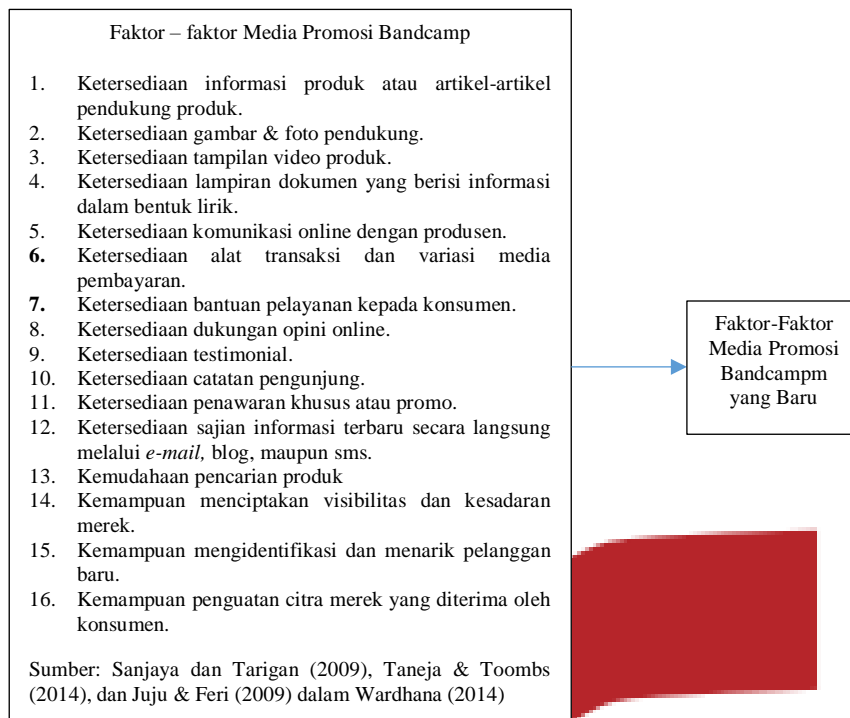 Faktor – faktor Media Promosi Bandcamp
1. Ketersediaan informasi produk atau artikel-artikel
pendukung produk.
2. Ketersediaan gambar & foto pendukung.
3. Ketersediaan tampilan video produk.
4. Ketersediaan lampiran dokumen yang berisi informasi
dalam bentuk lirik.
5. Ketersediaan komunikasi online dengan produsen.
6. Ketersediaan alat transaksi dan variasi media
pembayaran.
7. Ketersediaan bantuan pelayanan kepada konsumen.
8. Ketersediaan dukungan opini online.
9. Ketersediaan testimonial.
10. Ketersediaan catatan pengunjung.
11. Ketersediaan penawaran khusus atau promo.
12. Ketersediaan sajian informasi terbaru secara langsung
melalui e-mail, blog, maupun sms.
13. Kemudahaan pencarian produk
14. Kemampuan menciptakan visibilitas dan kesadaran
merek.
15. Kemampuan mengidentifikasi dan menarik pelanggan
baru.
16. Kemampuan penguatan citra merek yang diterima oleh
konsumen.
Sumber: Sanjaya dan Tarigan (2009), Taneja & Toombs
(2014), dan Juju & Feri (2009) dalam Wardhana (2014)
Faktor-Faktor
Media Promosi
Bandcampm
yang Baru